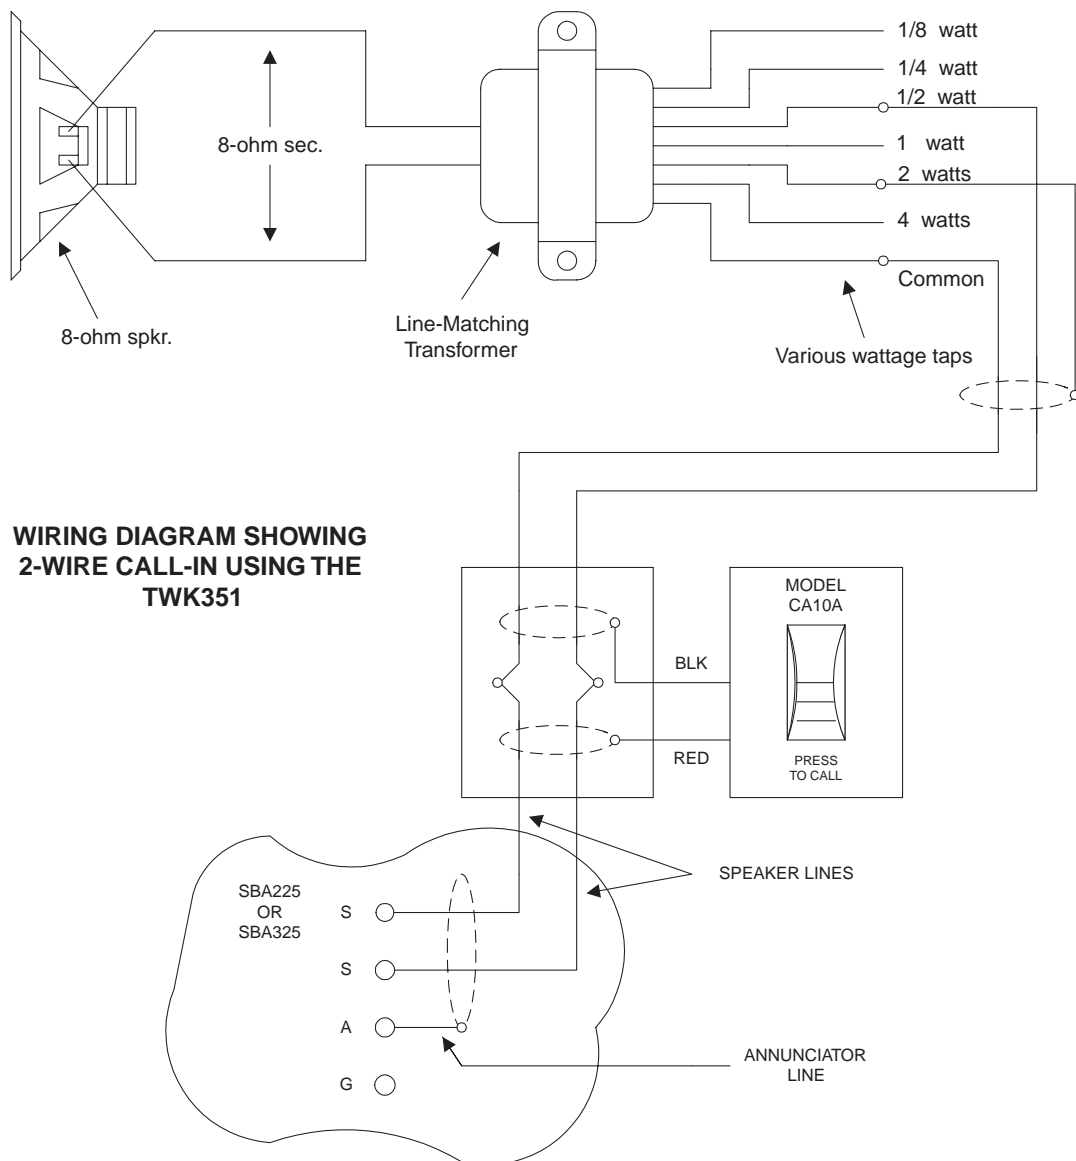 1/8 watt
1/4 watt
1/2 watt
8-ohm sec.
1 watt
2 watts
4 watts
Common
8-ohm spkr.
Line-Matching
Transformer
Various wattage taps
WIRING DIAGRAM SHOWING
2-WIRE CALL-IN USING THE
TWK351
MODEL
CA10A
BLK
RED
PRESS
TO CALL
SPEAKER LINES
SBA225
OR
SBA325
S
S
A
G
ANNUNCIATOR
LINE